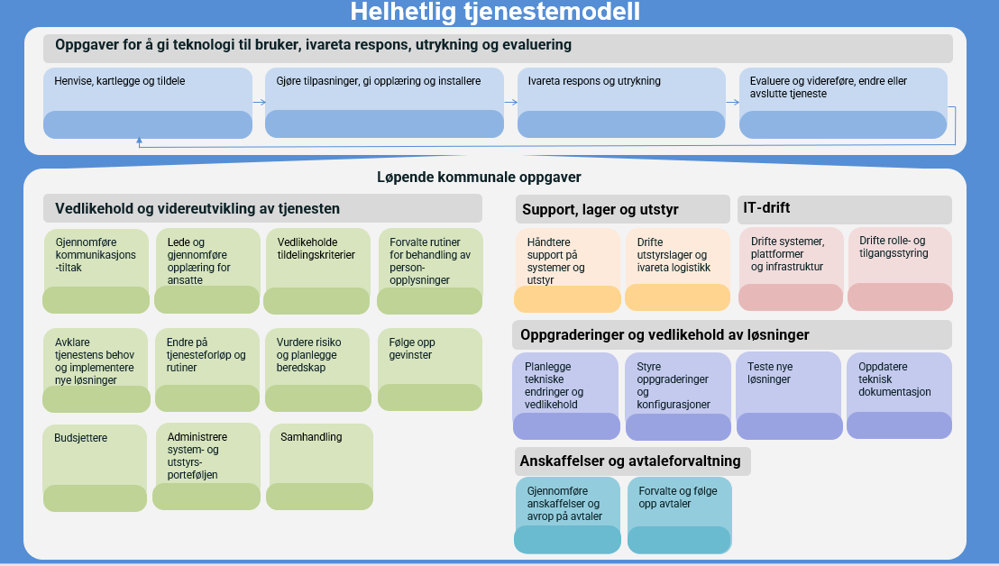 Helhetlig tjenestemodell
Oppgaver for å gi teknologi til bruker, ivareta respons, utrykning og evaluering
Henvise, kartlegge og tildele
Gjøre tilpasninger, gi opplæring og installere
Ivareta respons og utrykning
Evaluere og videreføre, endre eller
avslutte tjeneste
Løpende kommunale oppgaver
Vedlikehold og videreutvikling av tjenesten
Gjennomføre
kommunikasjons
-tiltak
Lede og
gjennomføre
opplæring for
ansatte
Vedlikeholde
tildelingskriterier
Forvalte rutiner
for behandling av
person-
opplysninger
Avklare
tjenestens behov
og implementere
nye løsninger
Endre på
tjenesteforløp og
rutiner
Vurdere risiko
og planlegge
beredskap
Følge opp
gevinster
Budsjettere
Administrere
system- og
utstyrs-
porteføljen
Samhandling
Support, lager og utstyr
Håndtere
support på
systemer og
utstyr
Drifte
utstyrslager og
ivareta logistikk
IT-drift
Drifte systemer,
plattformer
og infrastruktur
Drifte rolle- og
tilgangsstyring
Oppgraderinger og vedlikehold av løsninger
Planlegge
tekniske
endringer og
vedlikehold
Styre
oppgraderinger
og
konfigurasjoner
Teste nye
løsninger
Oppdatere
teknisk
dokumentasjon
Anskaffelser og avtaleforvaltning
Gjennomføre
anskaffelser og
avrop på avtaler
Forvalte og følge
opp avtaler